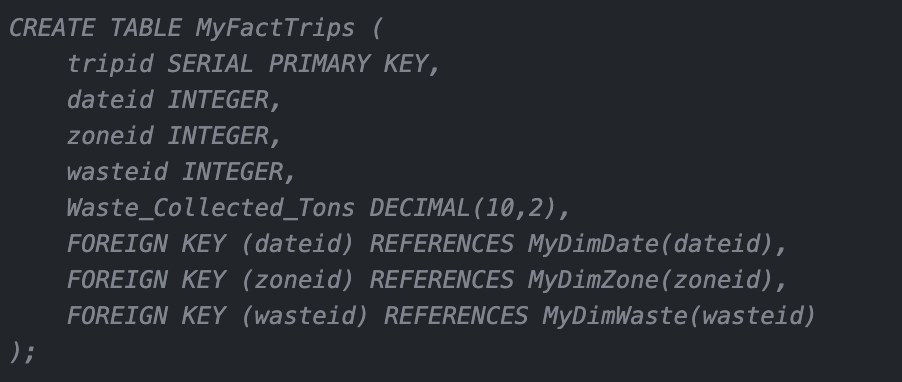 CREATE TABLE MyFactTrips (
    tripid SERIAL PRIMARY KEY,
    dateid INTEGER,
    zoneid INTEGER,
    wasteid INTEGER,
    Waste_Collected_Tons DECIMAL(10,2),
    FOREIGN KEY (dateid) REFERENCES MyDimDate(dateid),
    FOREIGN KEY (zoneid) REFERENCES MyDimZone(zoneid),
    FOREIGN KEY (wasteid) REFERENCES MyDimWaste(wasteid)
);